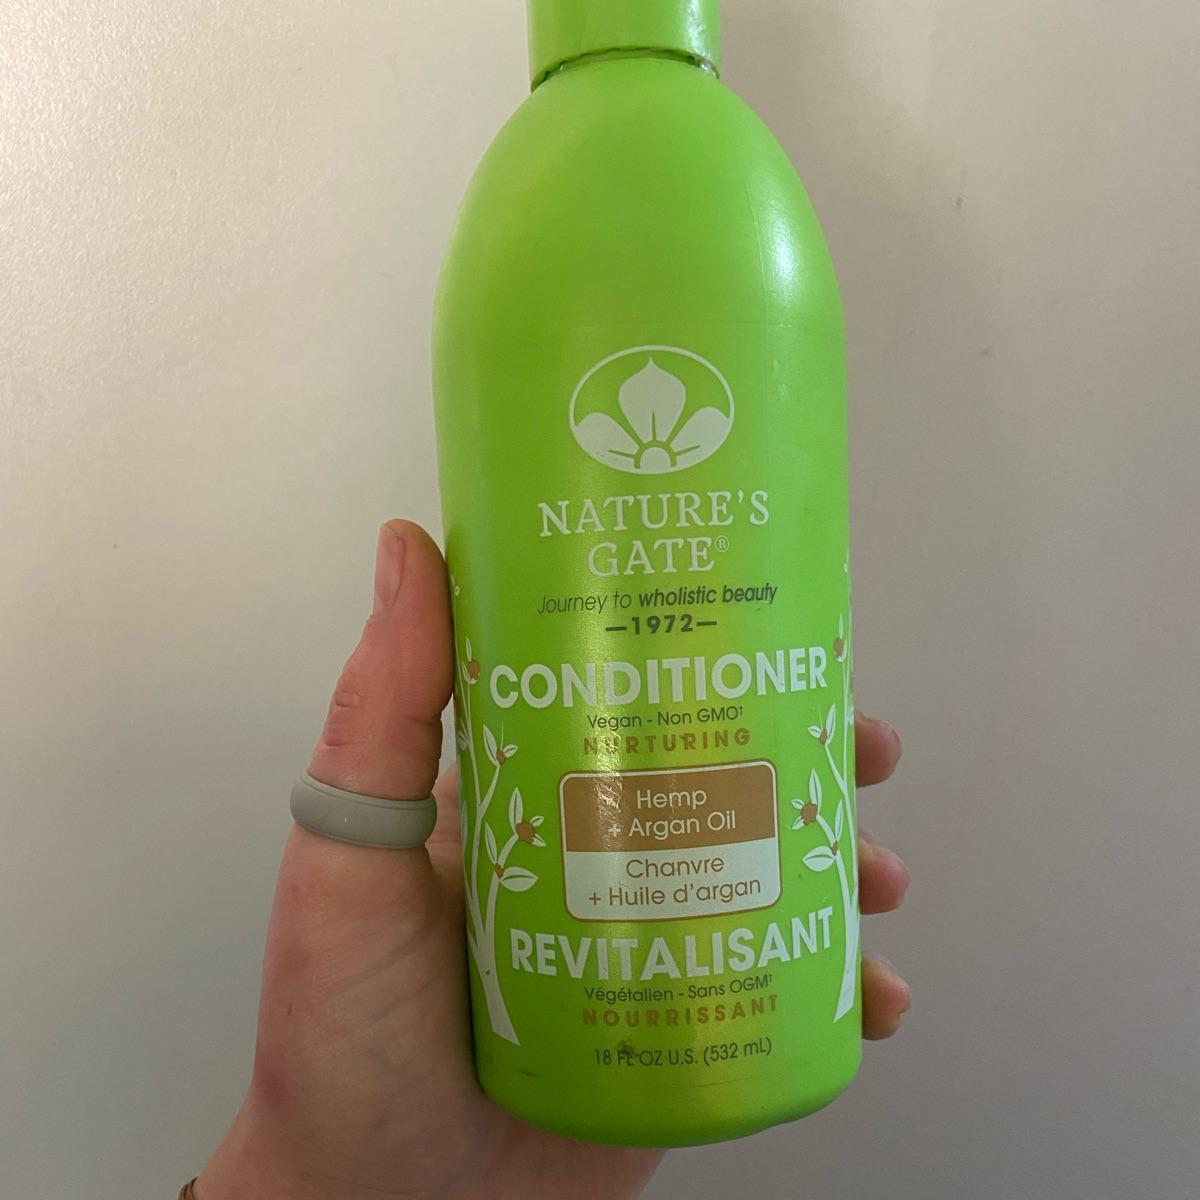 NATURE'S
GATE®
Journey to wholistic beauty
—1972—
CONDITIONER
Vegan - Non GMO†
NURTURING
Hemp
+ Argan Oil
Chanvre
+ Huile d'argan
REVITALISANT
Végétalien - Sans OGM†
NOURRISSANT
18 FL OZ U.S. (532 mL)